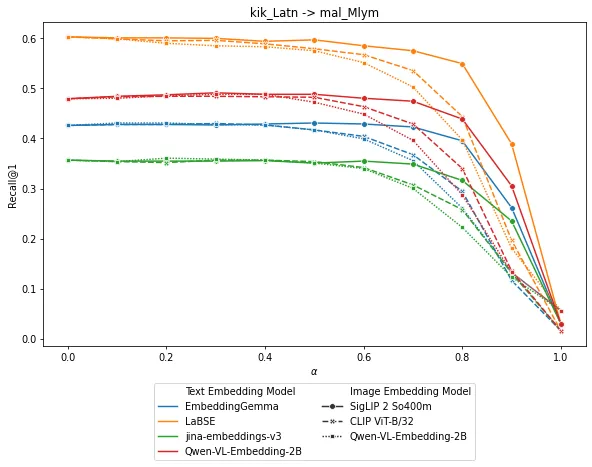 kik_Latn -> mal_Mlym
Recall@1
0.6
0.5
0.4
0.3
0.2
0.1
0.0
0.0 0.2 0.4 0.6 0.8 1.0
α
Text Embedding Model
EmbeddingGemma
LaBSE
jina-embeddings-v3
Qwen-VL-Embedding-2B
Image Embedding Model
SigLIP 2 So400m
CLIP ViT-B/32
Qwen-VL-Embedding-2B